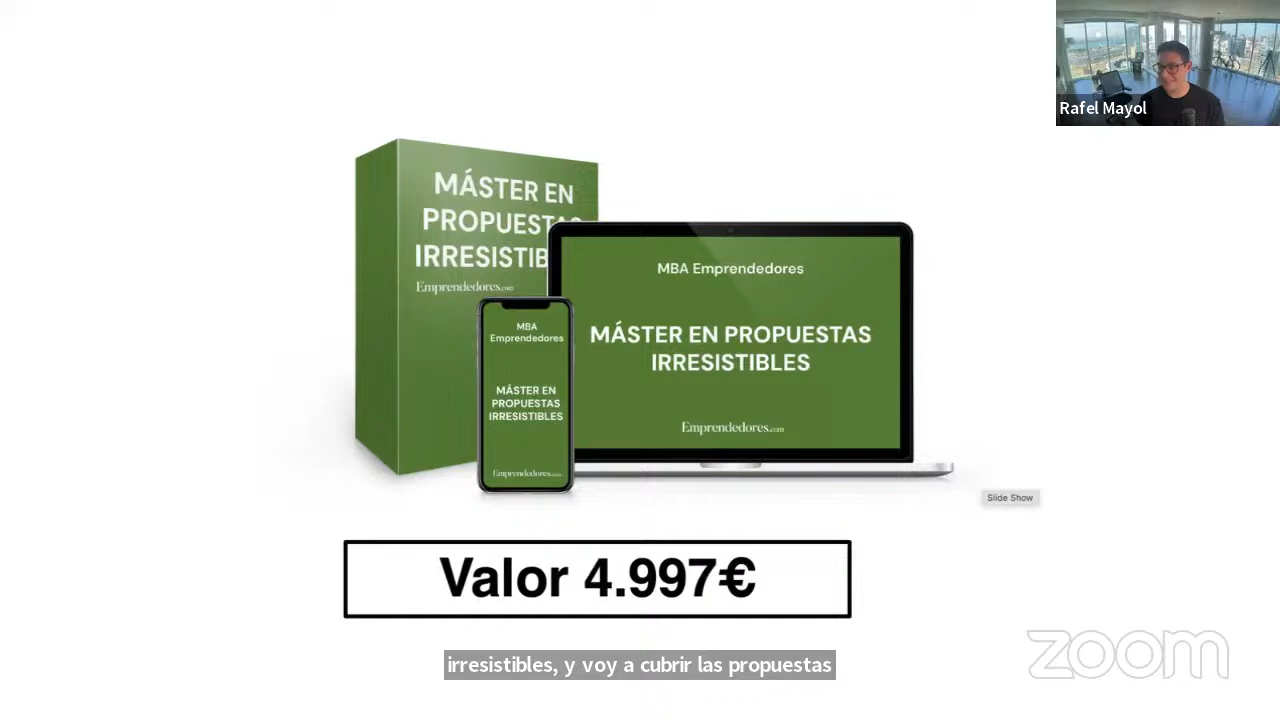 Rafel Mayol
MÁSTER EN
PROPUESTAS
IRRESISTIB
Emprendedores.com
MBA Emprendedores
MÁSTER EN PROPUESTAS
IRRESISTIBLES
Emprendedores.com
MBA
Emprendedores
MÁSTER EN
PROPUESTAS
IRRESISTIBLES
Emprendedores.com
Slide Show
Valor 4.997€
irresistibles, y voy a cubrir las propuestas
zoom